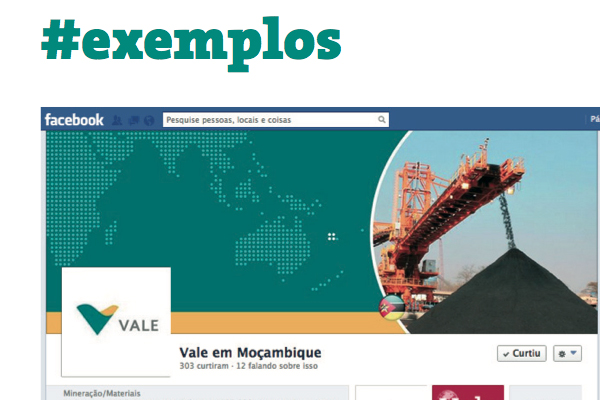 #exemplos
facebook
Pesquise pessoas, locais e coisas
Pá
VALE
Vale em Moçambique
303 curtiram · 12 falando sobre isso
Curtiu
Mineração/Materiais